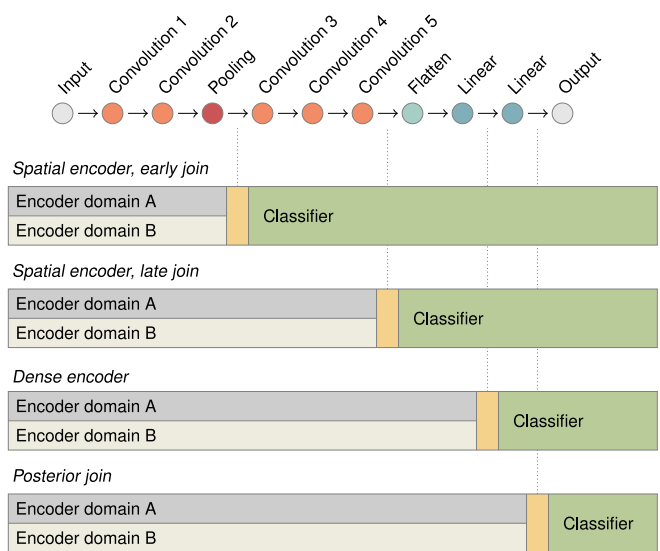 Input
Convolution 1
Convolution 2
Pooling
Convolution 3
Convolution 4
Convolution 5
Flatten
Linear
Linear
Output
Spatial encoder, early join
Encoder domain A
Encoder domain B
Classifier
Spatial encoder, late join
Encoder domain A
Encoder domain B
Classifier
Dense encoder
Encoder domain A
Encoder domain B
Classifier
Posterior join
Encoder domain A
Encoder domain B
Classifier